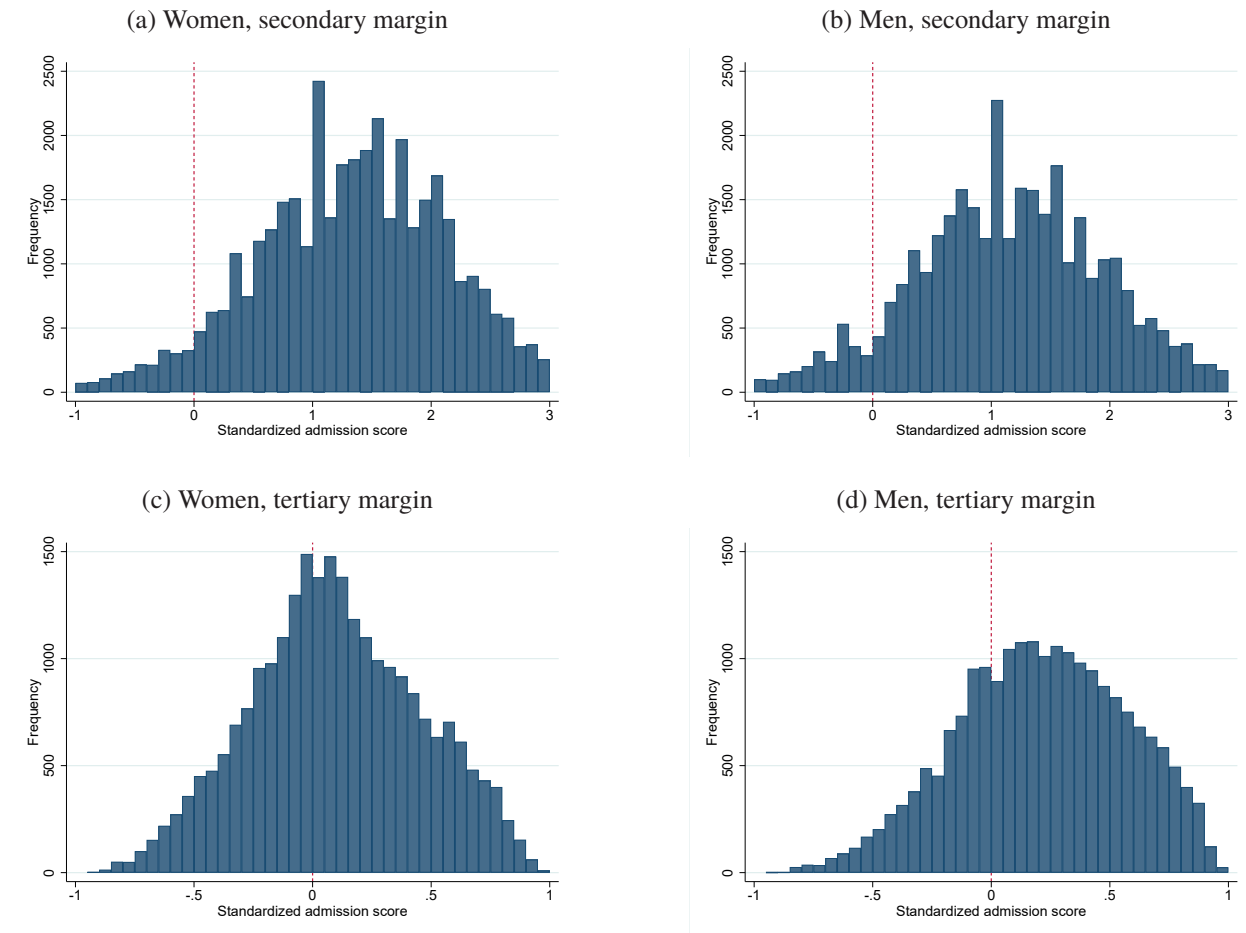 (a) Women, secondary margin
Frequency
2500
2000
1500
1000
500
0
-1 0 1 2 3
Standardized admission score
(b) Men, secondary margin
Frequency
2500
2000
1500
1000
500
0
-1 0 1 2 3
Standardized admission score
(c) Women, tertiary margin
Frequency
1500
1000
500
0
-1 -.5 0 .5 1
Standardized admission score
(d) Men, tertiary margin
Frequency
1500
1000
500
0
-1 -.5 0 .5 1
Standardized admission score